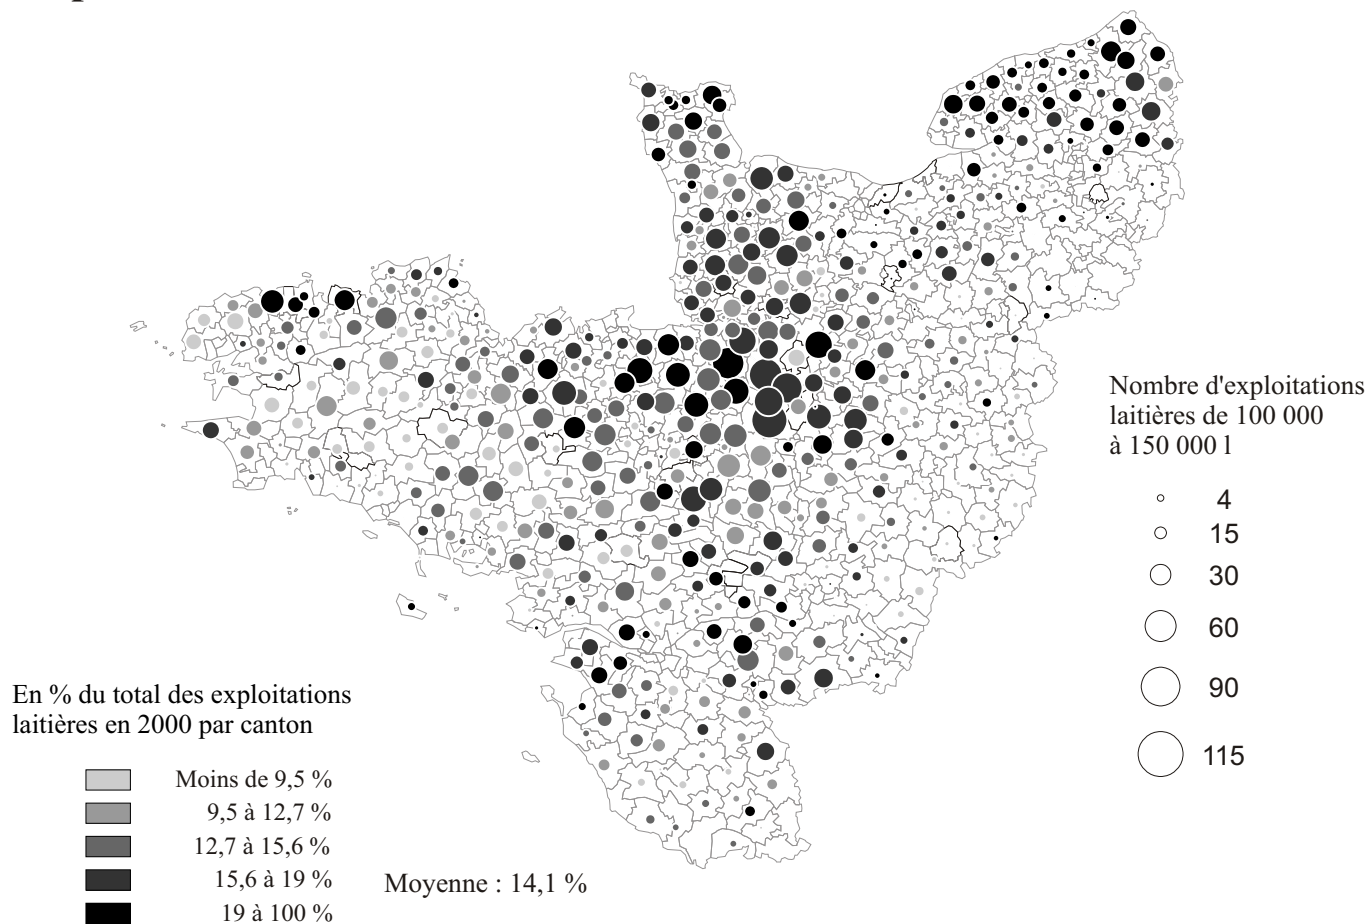 Nombre d'exploitations
laitières de 100 000
à 150 000 l
4
15
30
60
90
115
En % du total des exploitations
laitières en 2000 par canton
Moins de 9,5 %
9,5 à 12,7 %
12,7 à 15,6 %
15,6 à 19 %
19 à 100 %
Moyenne : 14,1 %